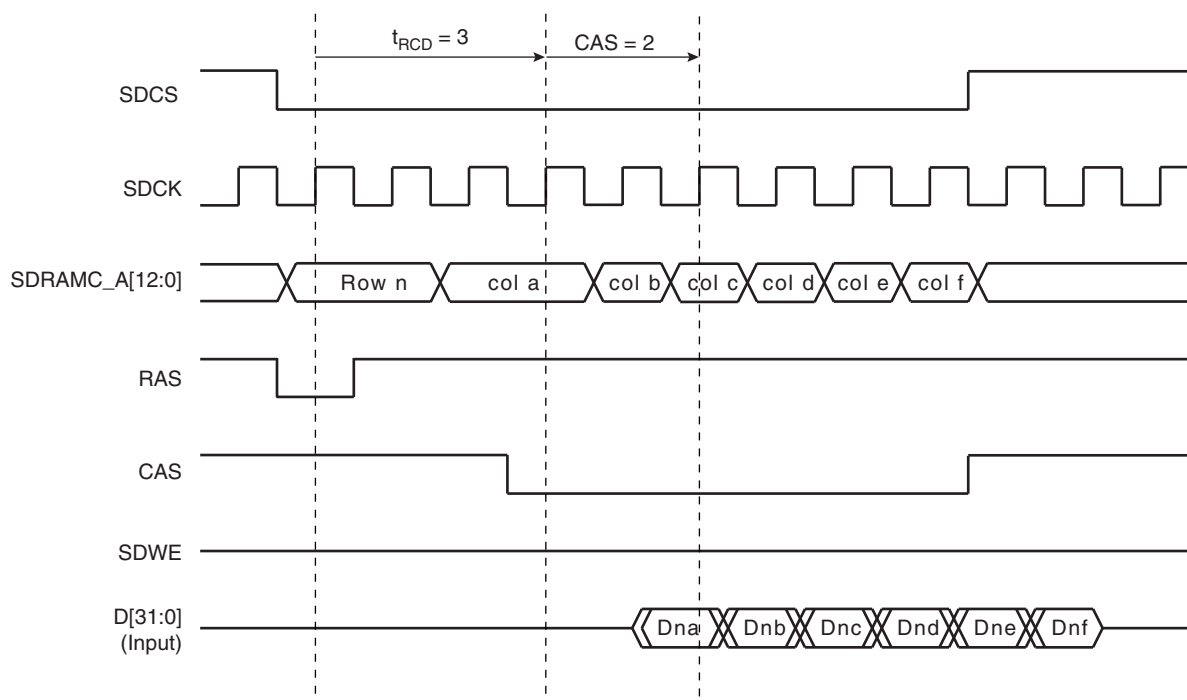 tRCD = 3
CAS = 2
SDCS
SDCK
SDRAMC_A[12:0]
Row n
col a
col b
col c
col d
col e
col f
RAS
CAS
SDWE
D[31:0]
(Input)
Dna
Dnb
Dnc
Dnd
Dne
Dnf